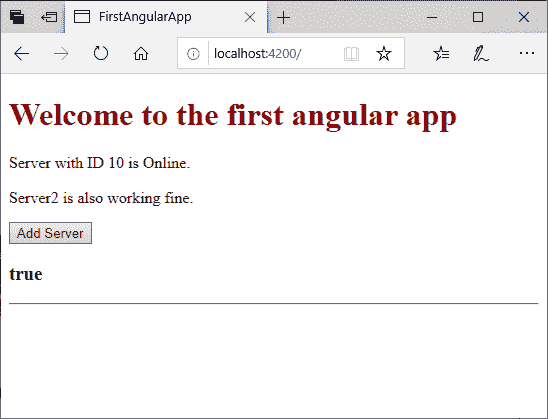 FirstAngularApp
localhost:4200/
Welcome to the first angular app
Server with ID 10 is Online.
Server2 is also working fine.
Add Server
true